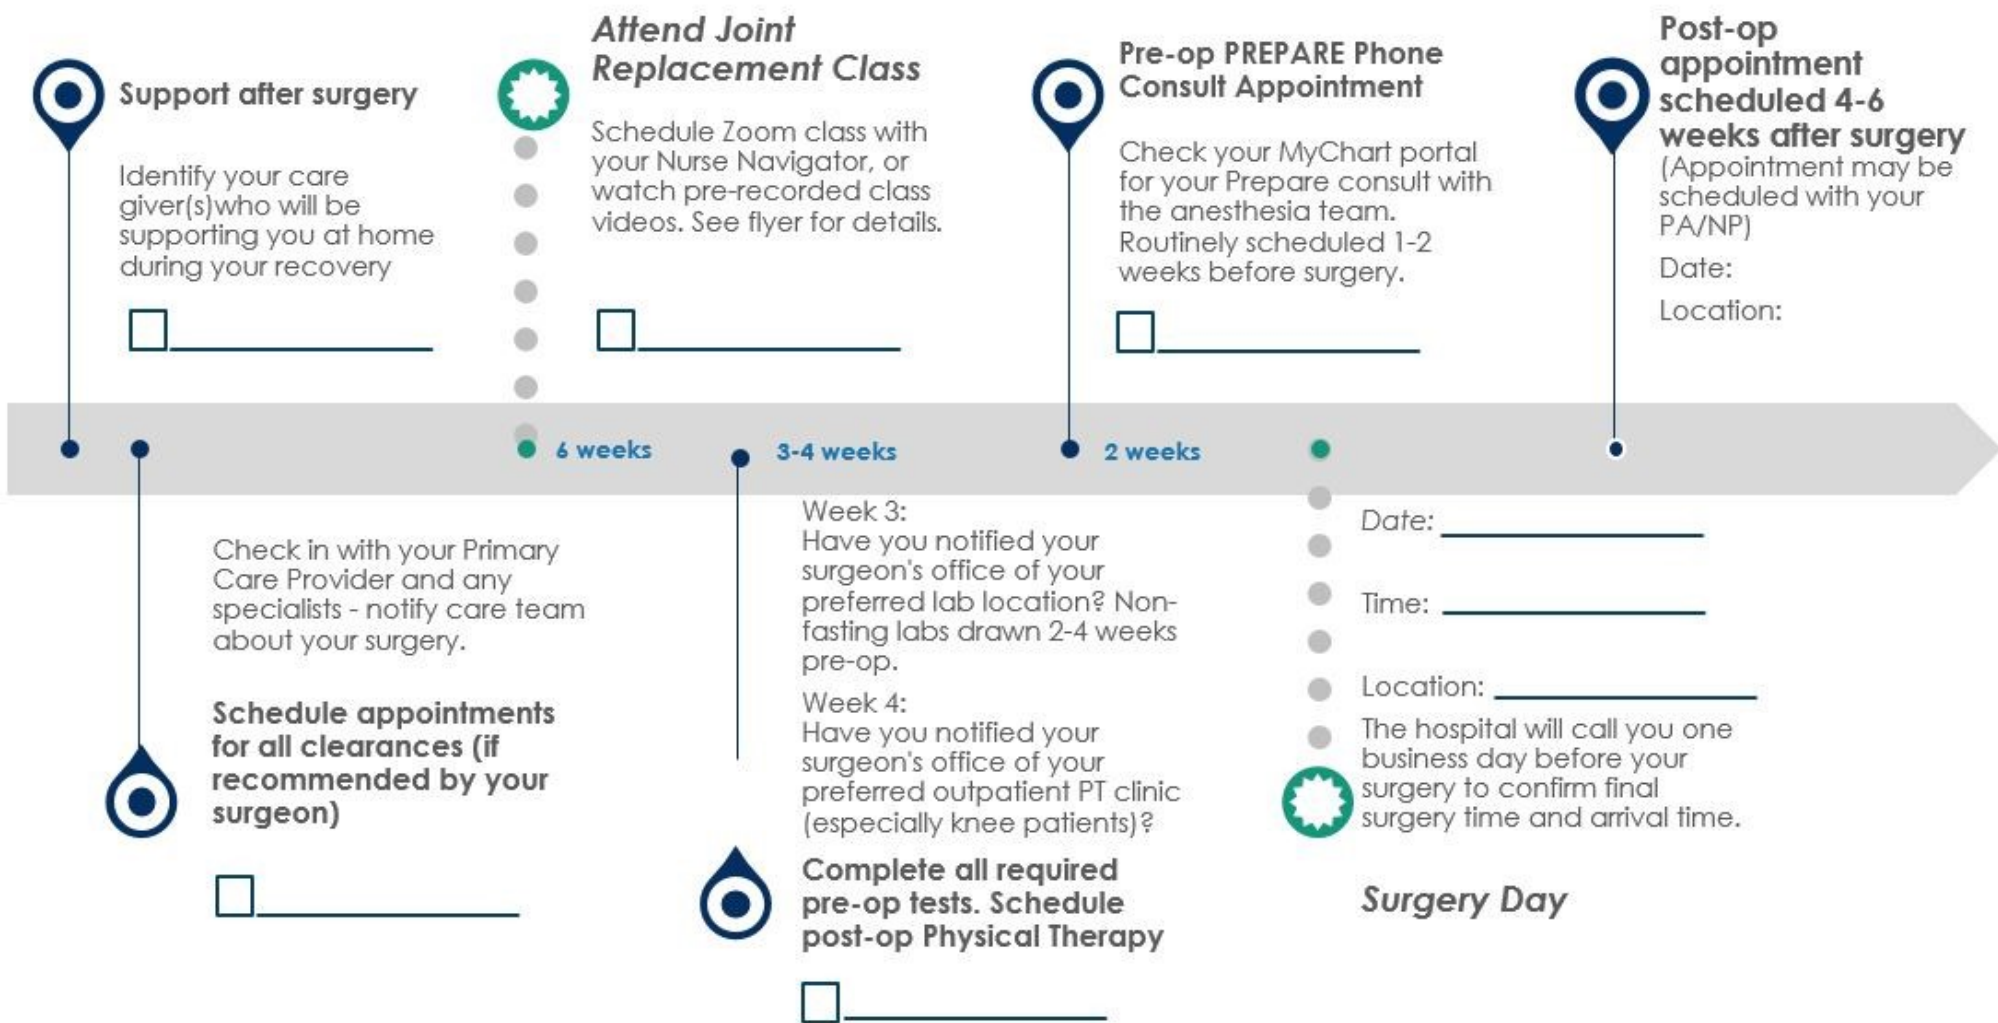 Support after surgery
Identify your care
giver(s)who will be
supporting you at home
during your recovery
Attend Joint
Replacement Class
Schedule Zoom class with
your Nurse Navigator, or
watch pre-recorded class
videos. See flyer for details.
Pre-op PREPARE Phone
Consult Appointment
Check your MyChart portal
for your Prepare consult with
the anesthesia team.
Routinely scheduled 1-2
weeks before surgery.
Post-op
appointment
scheduled 4-6
weeks after surgery
(Appointment may be
scheduled with your
PA/NP)
Date:
Location:
6 weeks
3-4 weeks
2 weeks
Check in with your Primary
Care Provider and any
specialists - notify care team
about your surgery.
Schedule appointments
for all clearances (if
recommended by your
surgeon)
Week 3:
Have you notified your
surgeon's office of your
preferred lab location? Non-
fasting labs drawn 2-4 weeks
pre-op.
Week 4:
Have you notified your
surgeon's office of your
preferred outpatient PT clinic
(especially knee patients)?
Complete all required
pre-op tests. Schedule
post-op Physical Therapy
Date:
Time:
Location:
The hospital will call you one
business day before your
surgery to confirm final
surgery time and arrival time.
Surgery Day